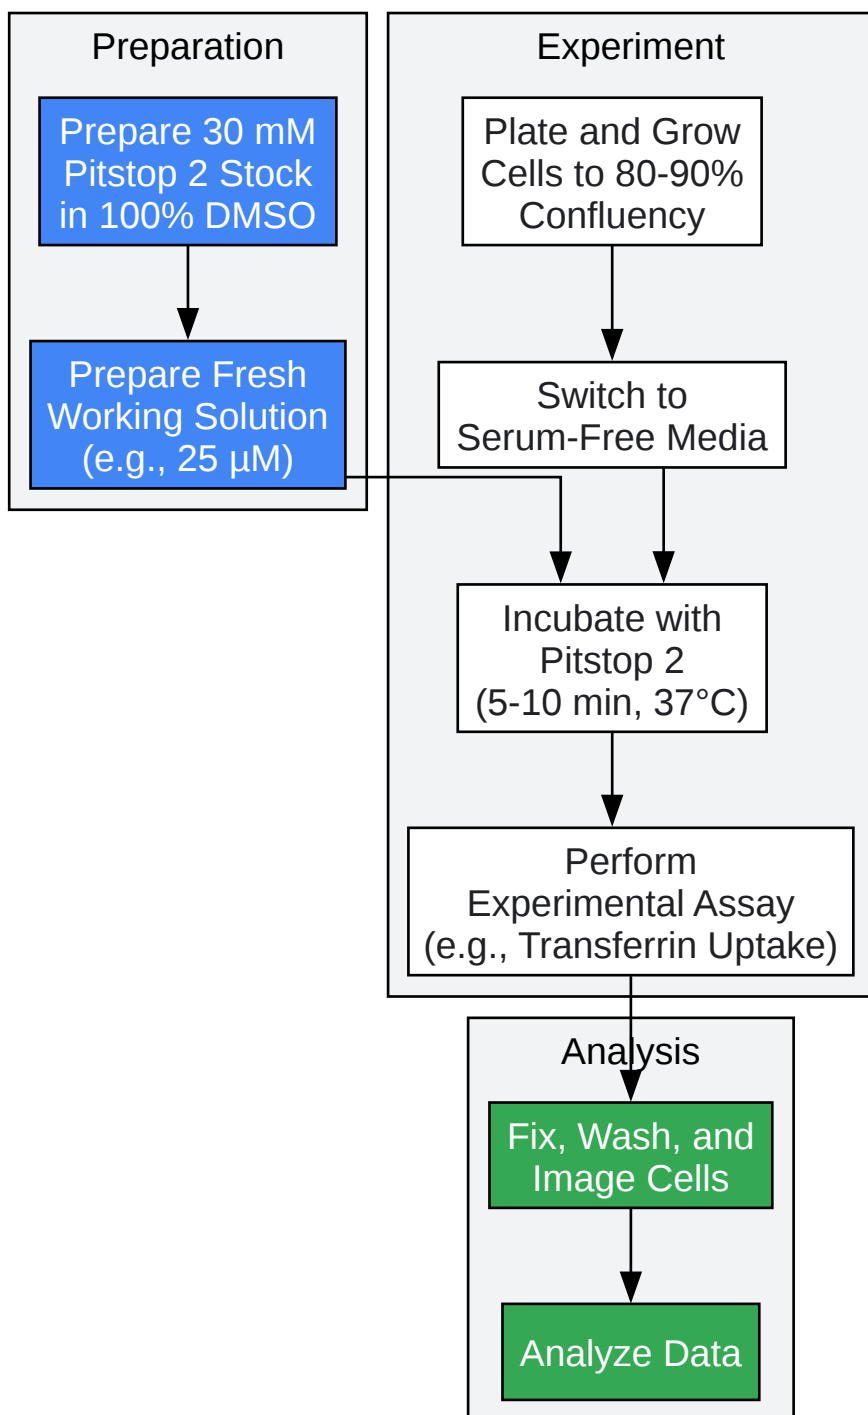 Preparation
Prepare 30 mM
Pitstop 2 Stock
in 100% DMSO
Prepare Fresh
Working Solution
(e.g., 25 µM)
Experiment
Plate and Grow
Cells to 80-90%
Confluency
Switch to
Serum-Free Media
Incubate with
Pitstop 2
(5-10 min, 37°C)
Perform
Experimental Assay
(e.g., Transferrin Uptake)
Analysis
Fix, Wash, and
Image Cells
Analyze Data